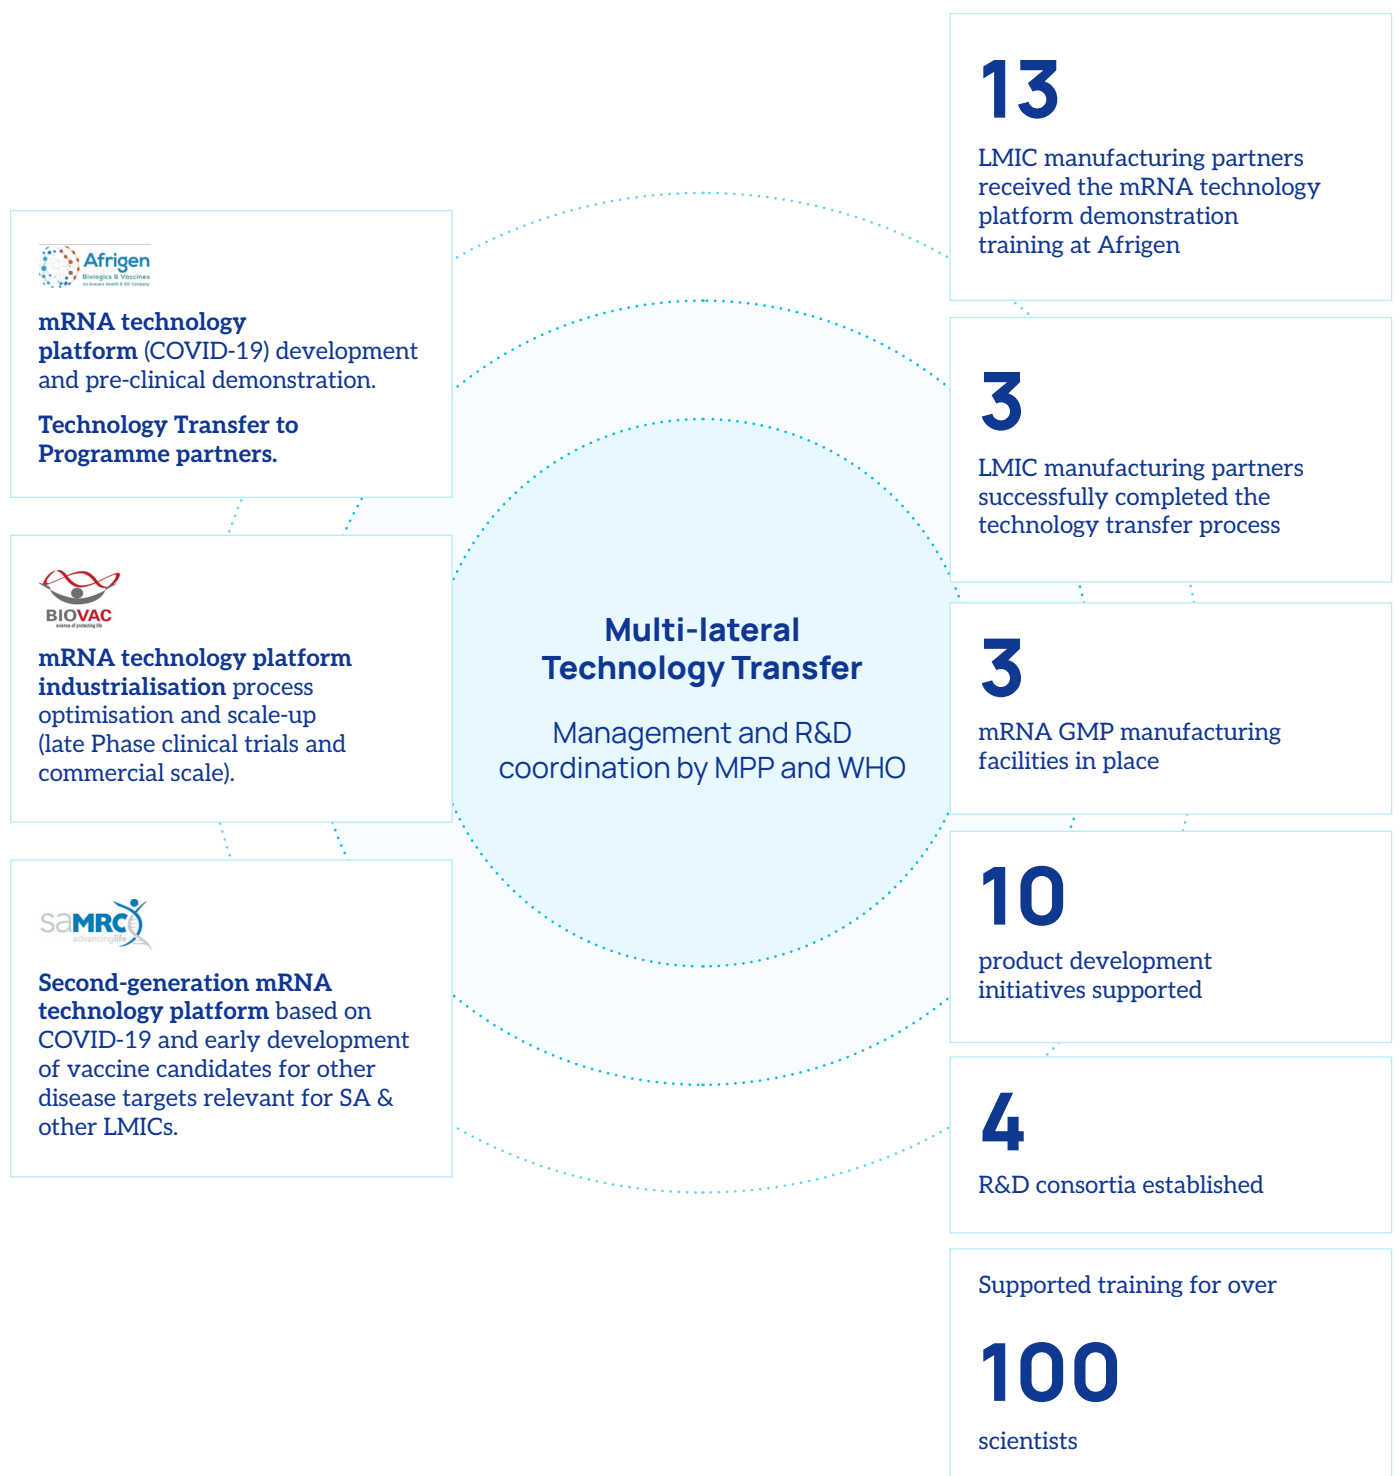 Afrigen
Biologics & Vaccines
mRNA technology
platform (COVID-19) development
and pre-clinical demonstration.
Technology Transfer to
Programme partners.
BIOVAC
science of protecting life
mRNA technology platform
industrialisation process
optimisation and scale-up
(late Phase clinical trials and
commercial scale).
saMRC
advancinglife
Second-generation mRNA
technology platform based on
COVID-19 and early development
of vaccine candidates for other
disease targets relevant for SA &
other LMICs.
Multi-lateral
Technology Transfer
Management and R&D
coordination by MPP and WHO
13
LMIC manufacturing partners
received the mRNA technology
platform demonstration
training at Afrigen
3
LMIC manufacturing partners
successfully completed the
technology transfer process
3
mRNA GMP manufacturing
facilities in place
10
product development
initiatives supported
4
R&D consortia established
Supported training for over
100
scientists